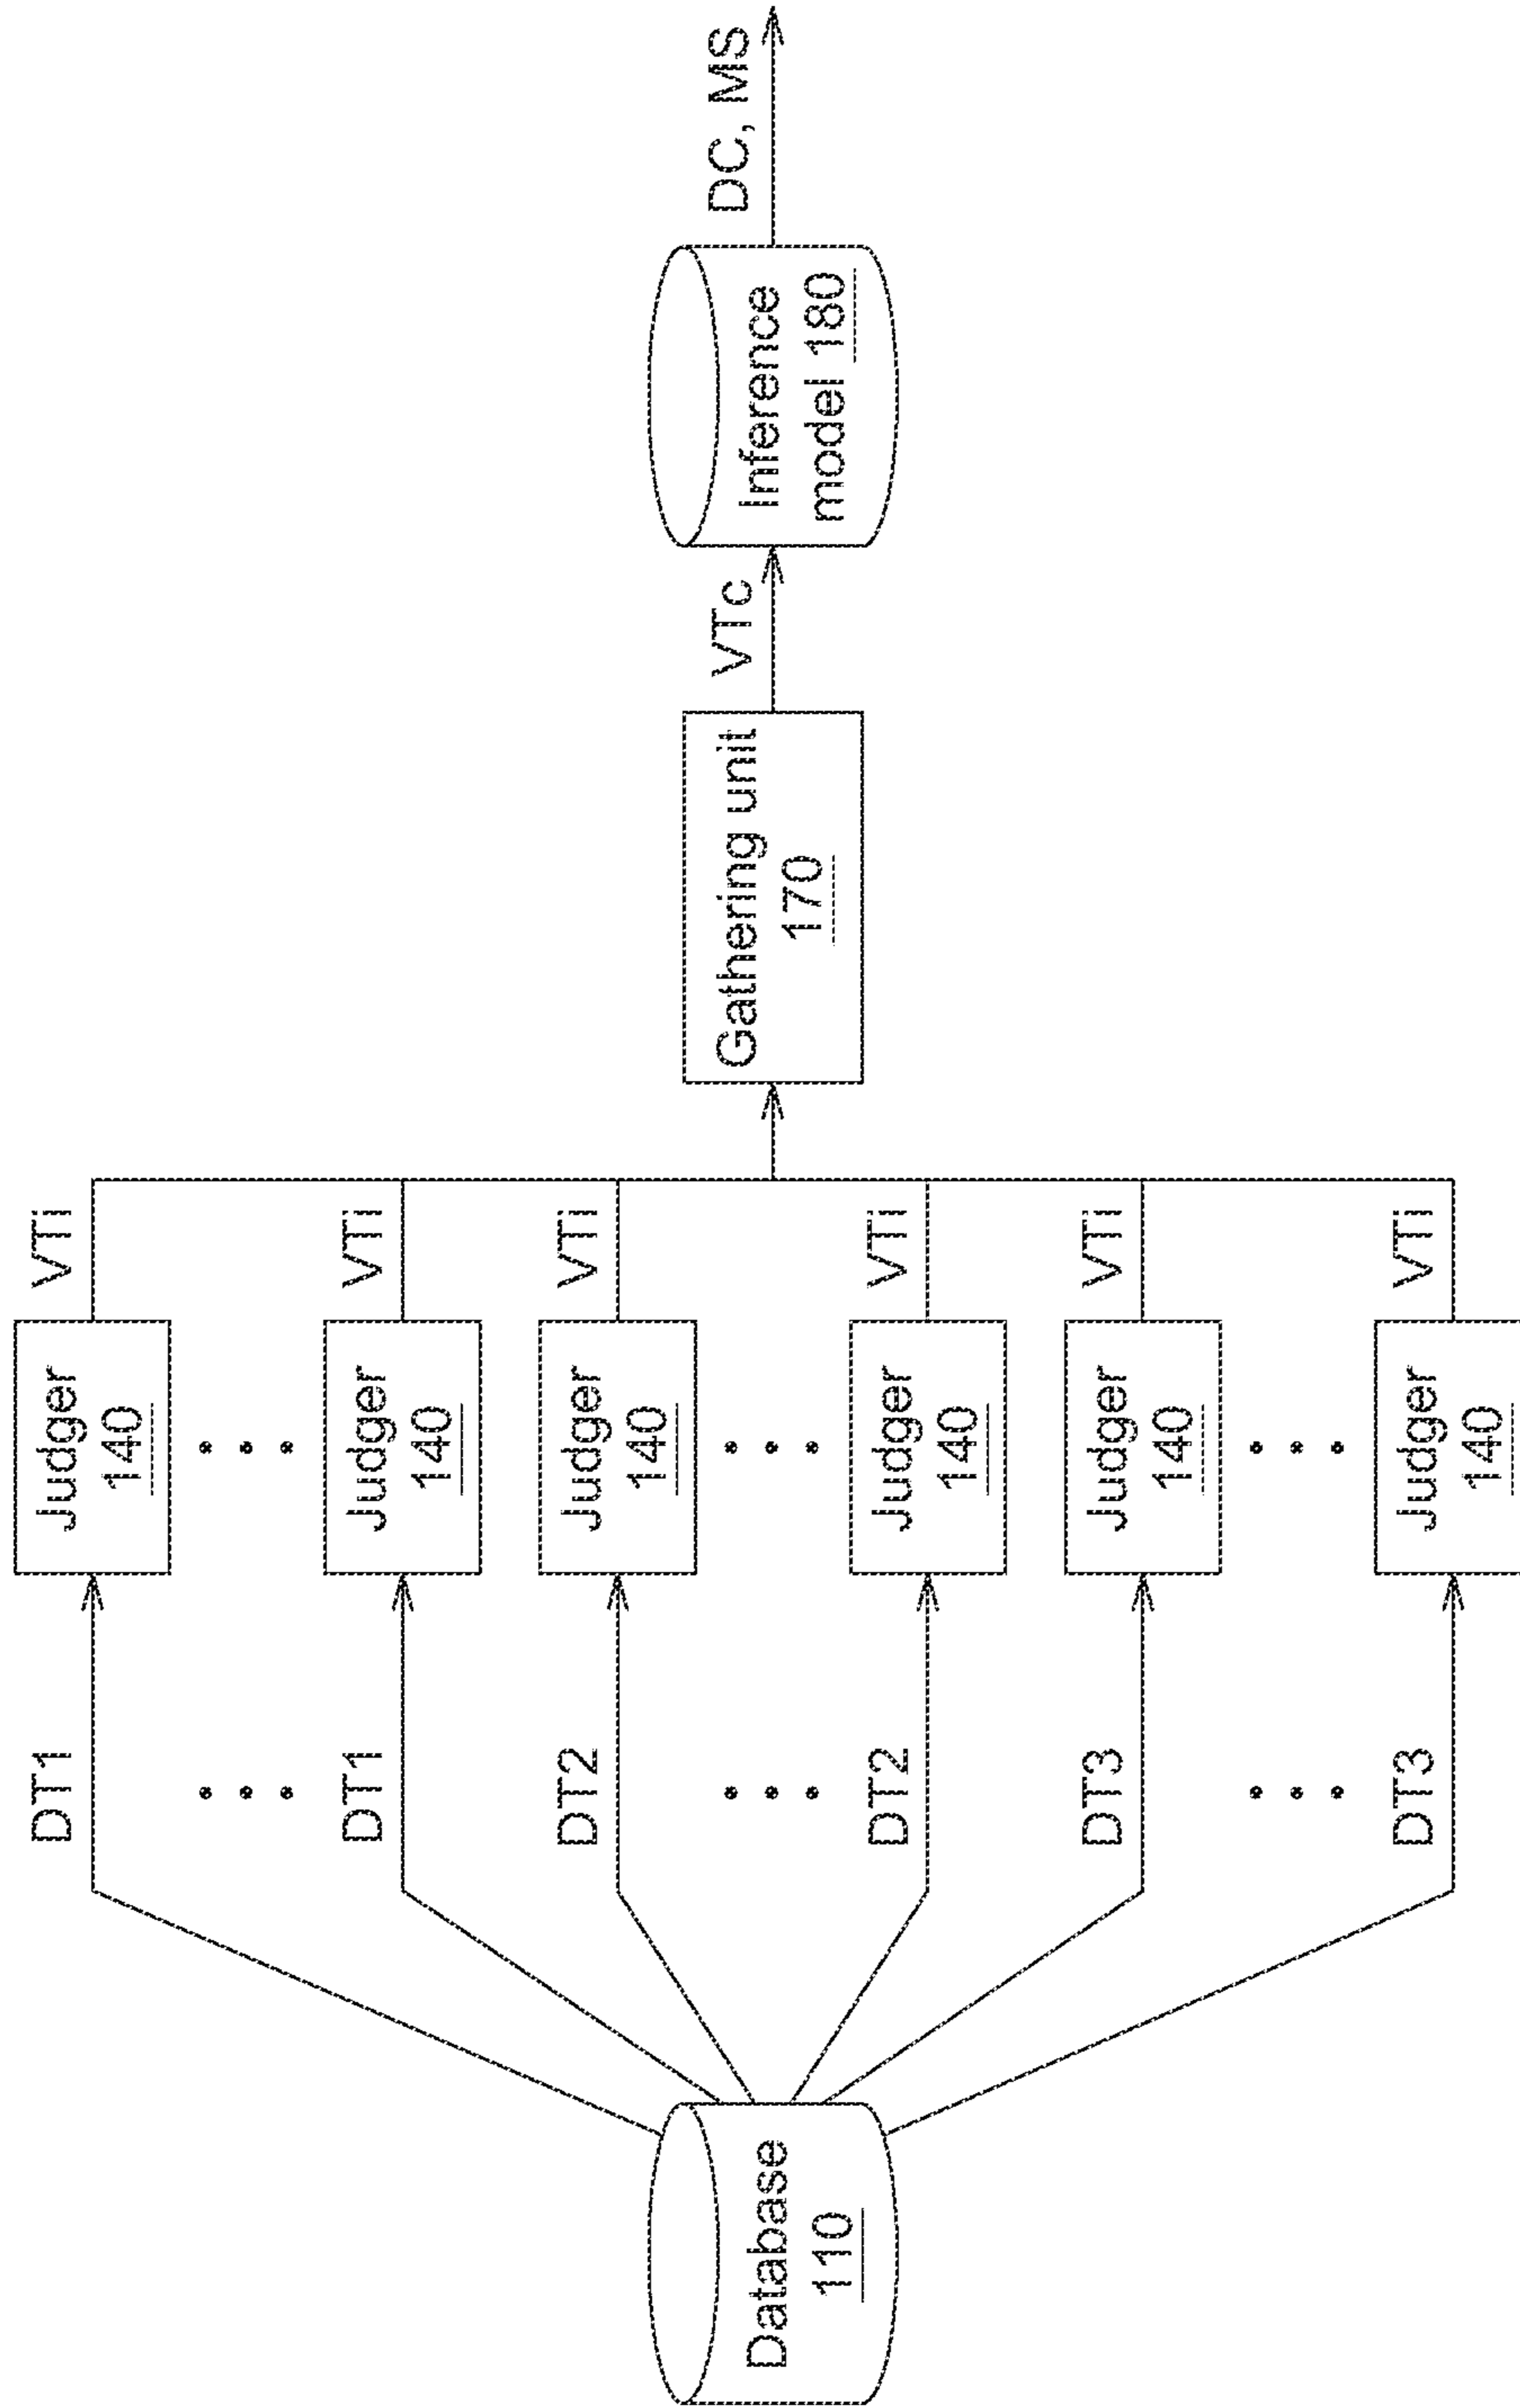 Database
110
DT1
DT1
DT2
DT2
DT3
DT3
Judger
140
Judger
140
Judger
140
Judger
140
Judger
140
Judger
140
VTi
VTi
VTi
VTi
VTi
VTi
Gathering unit
170
VTc
Inference
model 180
DC, MS